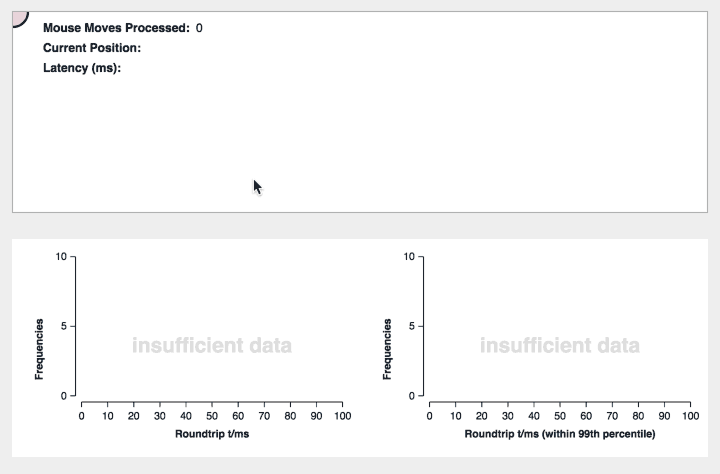 Mouse Moves Processed: 0
Current Position:
Latency (ms):
10
5
0
Frequencies
insufficient data
0 10 20 30 40 50 60 70 80 90 100
Roundtrip t/ms
10
5
0
Frequencies
insufficient data
0 10 20 30 40 50 60 70 80 90 100
Roundtrip t/ms (within 99th percentile)